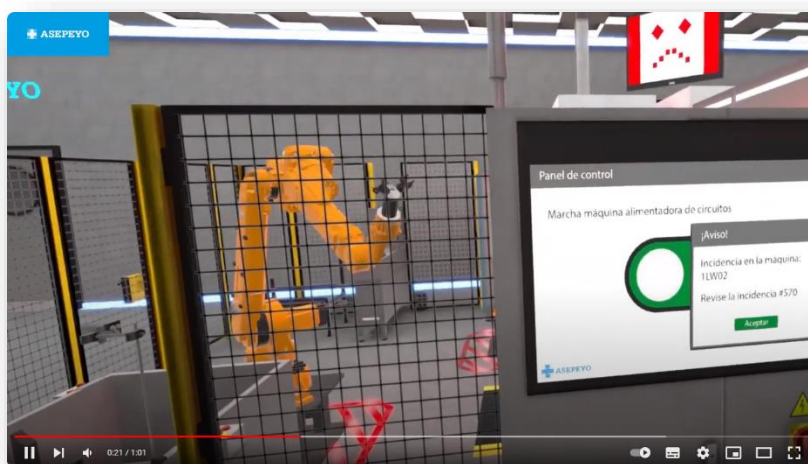 ASEPEYO
YO
Panel de control
Marcha máquina alimentadora de circuitos
¡Aviso!
Incidencia en la máquina:
1LW02
Revise la incidencia #570
Aceptar
ASEPEYO
0:21 / 1:01